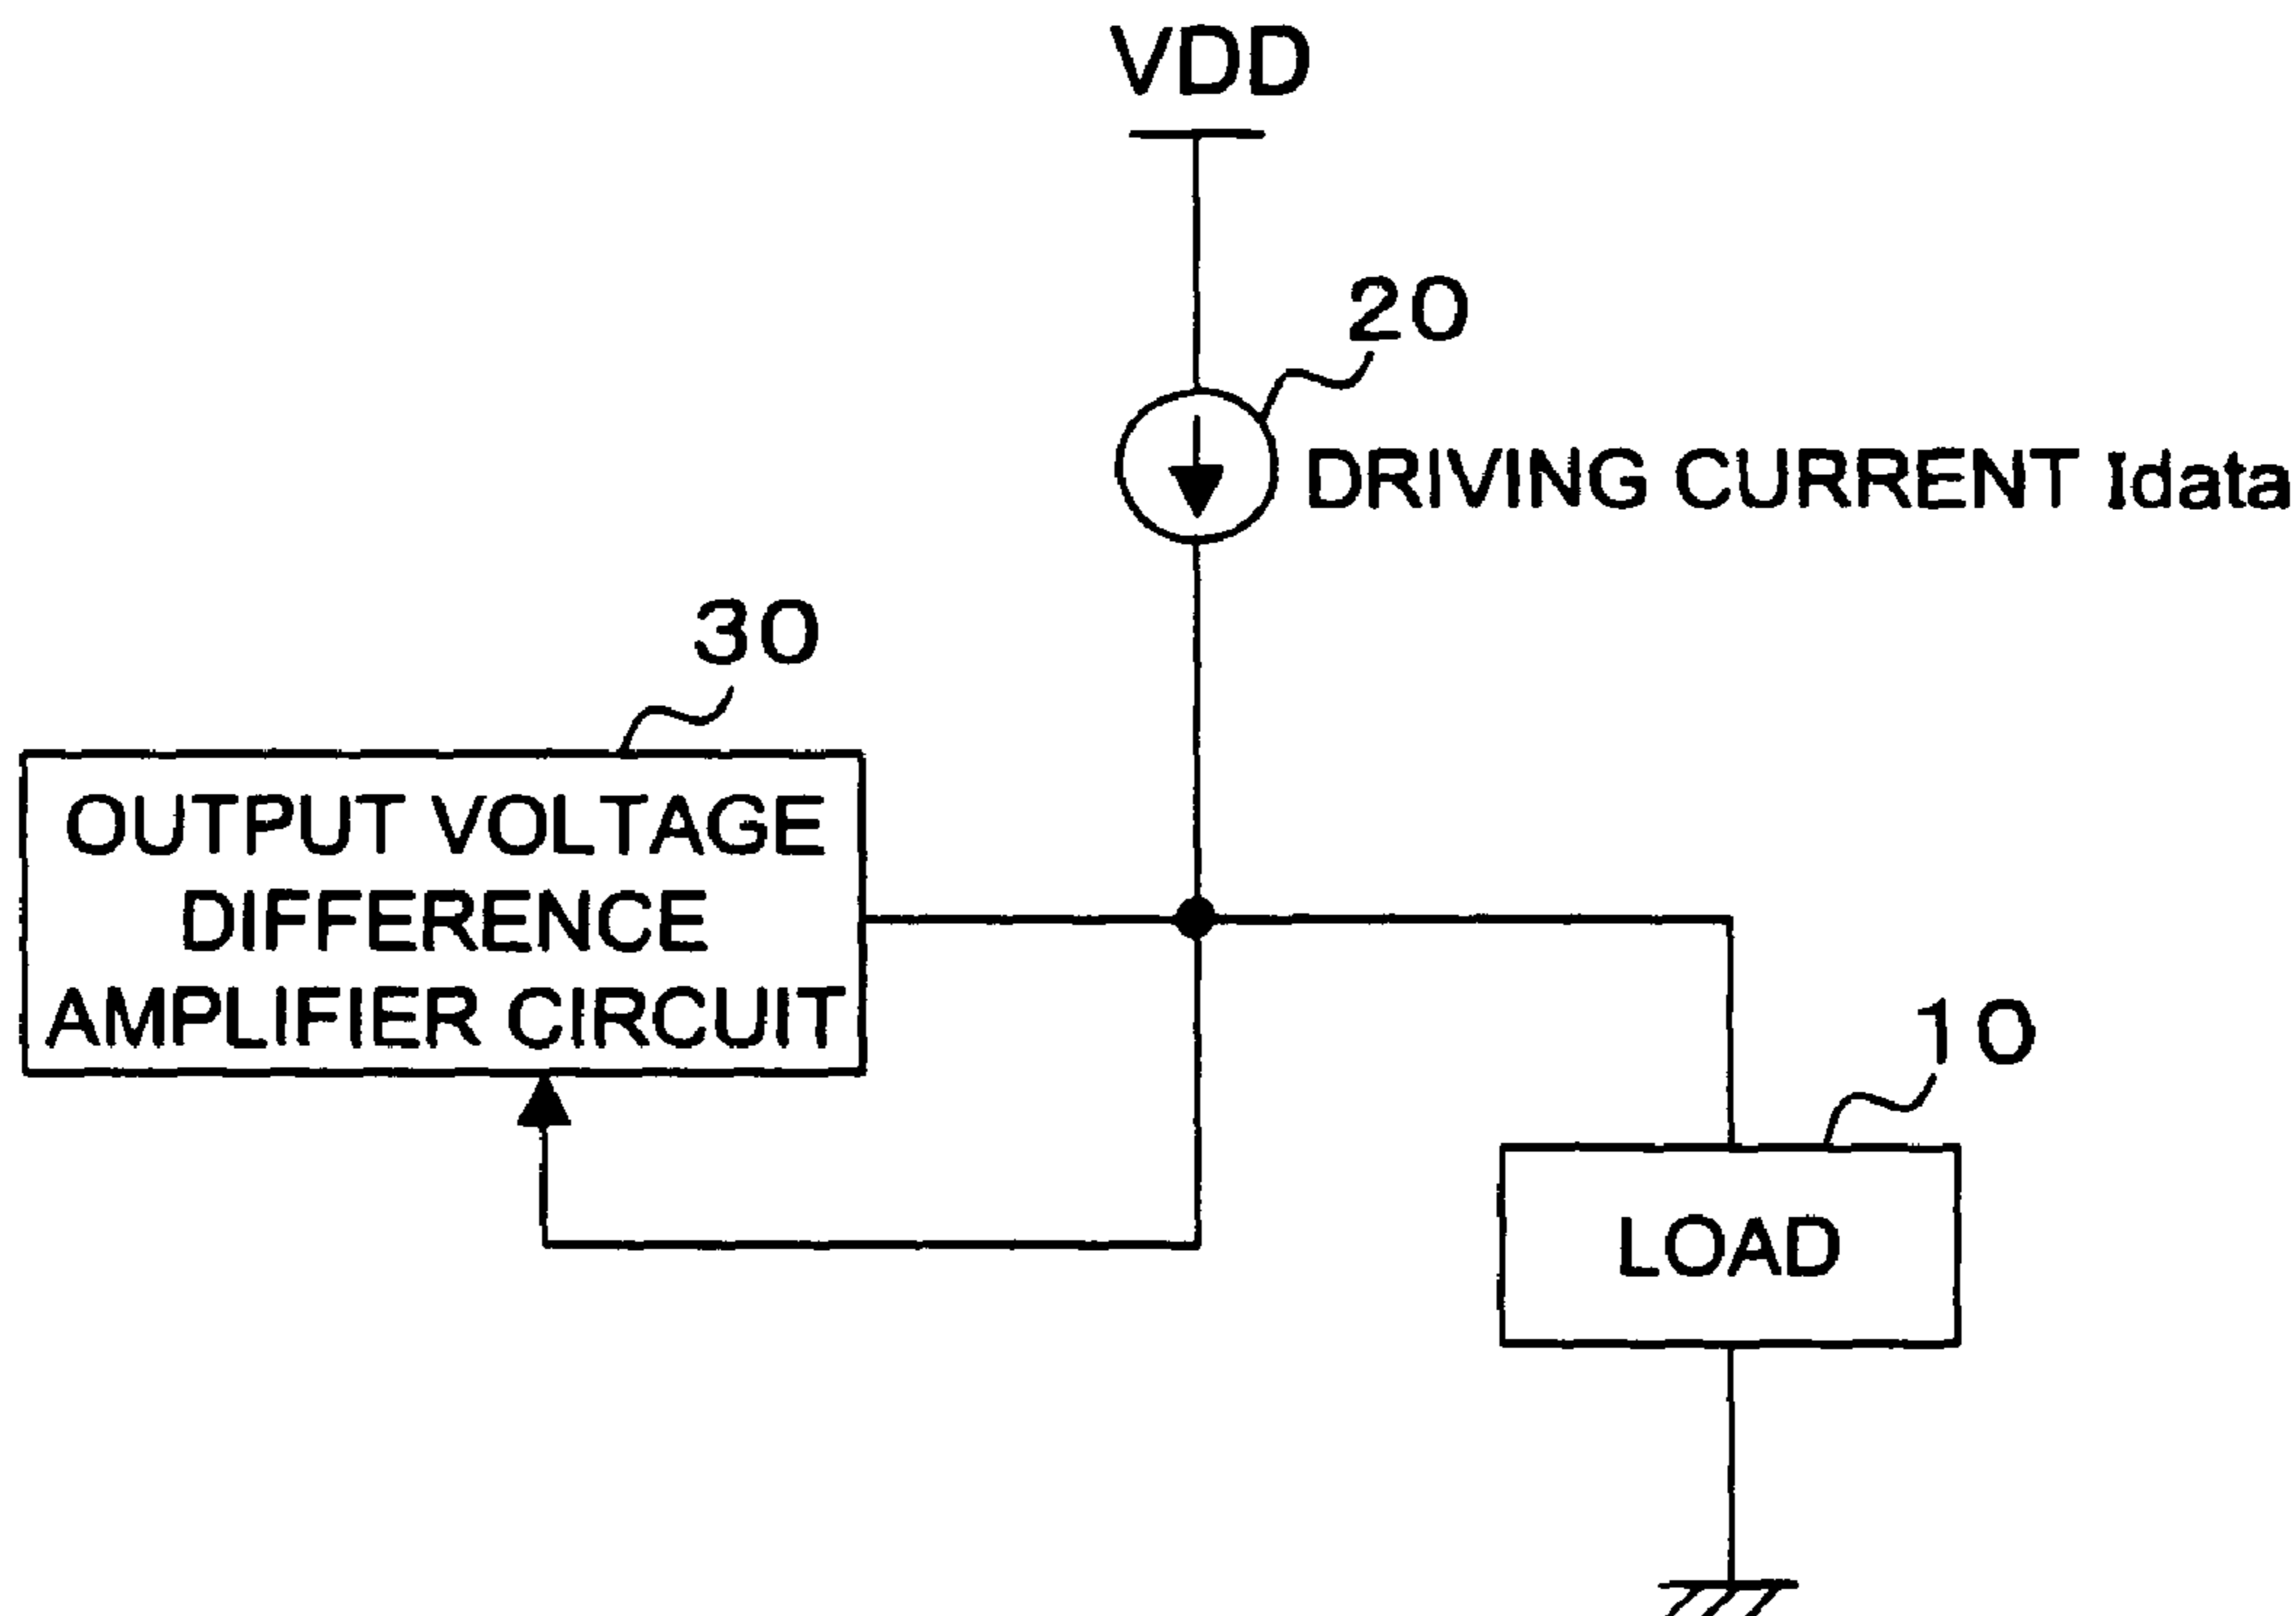 VDD
20
DRIVING CURRENT Idata
30
OUTPUT VOLTAGE
DIFFERENCE
AMPLIFIER CIRCUIT
10
LOAD